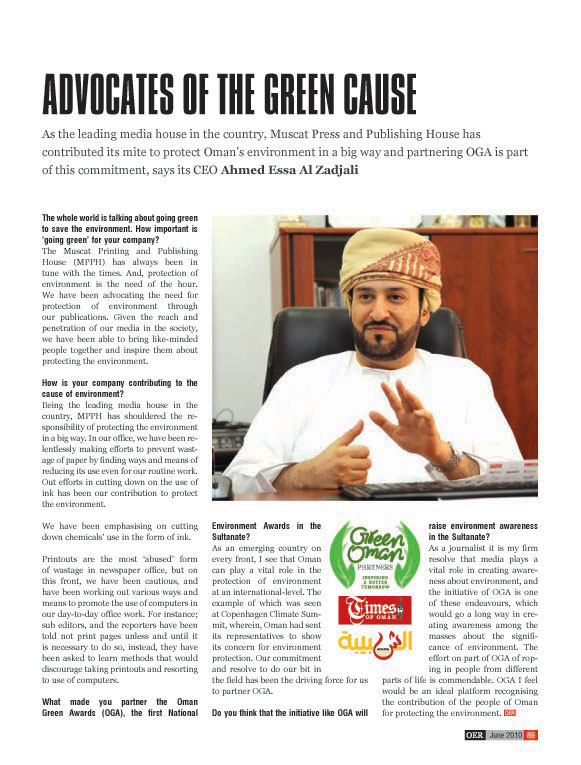 ADVOCATES OF THE GREEN CAUSE
As the leading media house in the country, Muscat Press and Publishing House has
contributed its mite to protect Oman's environment in a big way and partnering OGA is part
of this commitment, says its CEO Ahmed Essa Al Zadjali
The whole world is talking about going green
to save the environment. How important is
'going green' for your company?
The Muscat Printing and Publishing
House (MPPH) has always been in
tune with the times. And, protection of
environment is the need of the hour.
We have been advocating the need for
protection of environment through
our publications. Given the reach and
penetration of our media in the society,
we have been able to bring like-minded
people together and inspire them about
protecting the environment.
How is your company contributing to the
cause of environment?
Being the leading media house in the
country, MPPH has shouldered the re-
sponsibility of protecting the environment
in a big way. In our office, we have been re-
lentlessly making efforts to prevent wast-
age of paper by finding ways and means of
reducing its use even for our routine work.
Out efforts in cutting down on the use of
ink has been our contribution to protect
the environment.
We have been emphasising on cutting
down chemicals' use in the form of ink.
Printouts are the most 'abused' form
of wastage in newspaper office, but on
this front, we have been cautious, and
have been working out various ways and
means to promote the use of computers in
our day-to-day office work. For instance;
sub editors, and the reporters have been
told not print pages unless and until it
is necessary to do so, instead, they have
been asked to learn methods that would
discourage taking printouts and resorting
to use of computers.
What made you partner the Oman
Green Awards (OGA), the first National
Environment Awards in the
Sultanate?
As an emerging country on
every front, I see that Oman
can play a vital role in the
protection of environment
at an international-level. The
example of which was seen
at Copenhagen Climate Sum-
mit, wherein, Oman had sent
its representatives to show
its concern for environment
protection. Our commitment
and resolve to do our bit in
the field has been the driving force for us
to partner OGA.
Do you think that the initiative like OGA will
Green
Oman
PARTNERS
INSPIRING
A BETTER
TOMORROW
Times
OF OMAN
الشبيبة
raise environment awareness
in the Sultanate?
As a journalist it is my firm
resolve that media plays a
vital role in creating aware-
ness about environment, and
the initiative of OGA is one
of these endeavours, which
would go a long way in cre-
ating awareness among the
masses about the signifi-
cance of environment. The
effort on part of OGA of rop-
ing in people from different
parts of life is commendable. OGA I feel
would be an ideal platform recognising
the contribution of the people of Oman
for protecting the environment. OER
OER June 2010 89